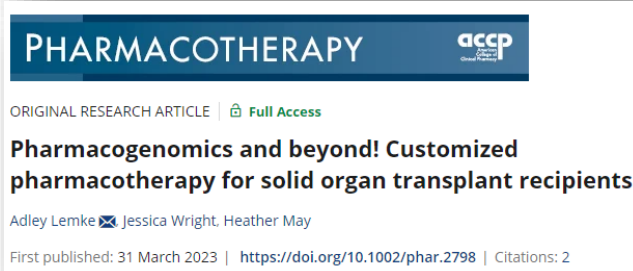 PHARMACOTHERAPY
accp
American
College of
Clinical Pharmacy
ORIGINAL RESEARCH ARTICLE | Full Access
Pharmacogenomics and beyond! Customized
pharmacotherapy for solid organ transplant recipients
Adley Lemke, Jessica Wright, Heather May
First published: 31 March 2023 | https://doi.org/10.1002/phar.2798 | Citations: 2